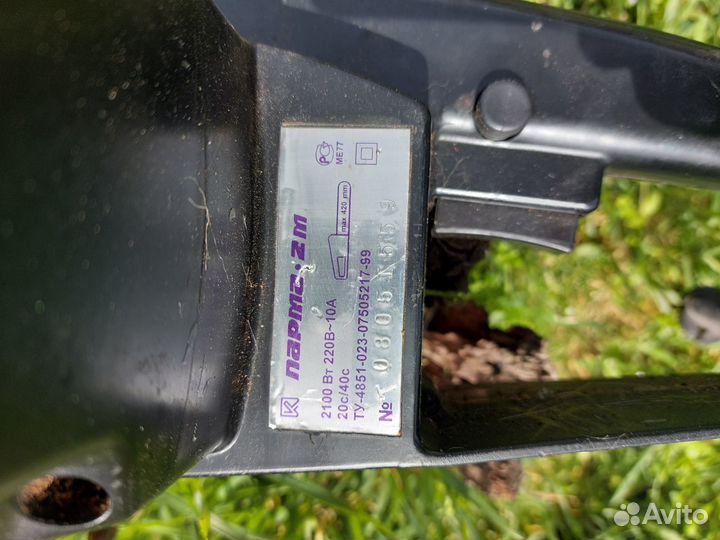 парма·2м
max 420 mm
МЕ77
2100 Вт 220В~10А
20с/40с
ТУ-4851-023-07505217-99
№
Avito